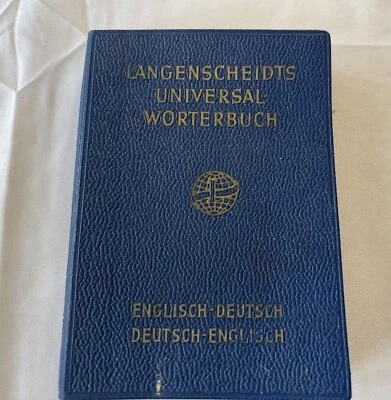 LANGENSCHEIDTS
UNIVERSAL-
WÖRTERBUCH
ENGLISCH-DEUTSCH
DEUTSCH-ENGLISCH